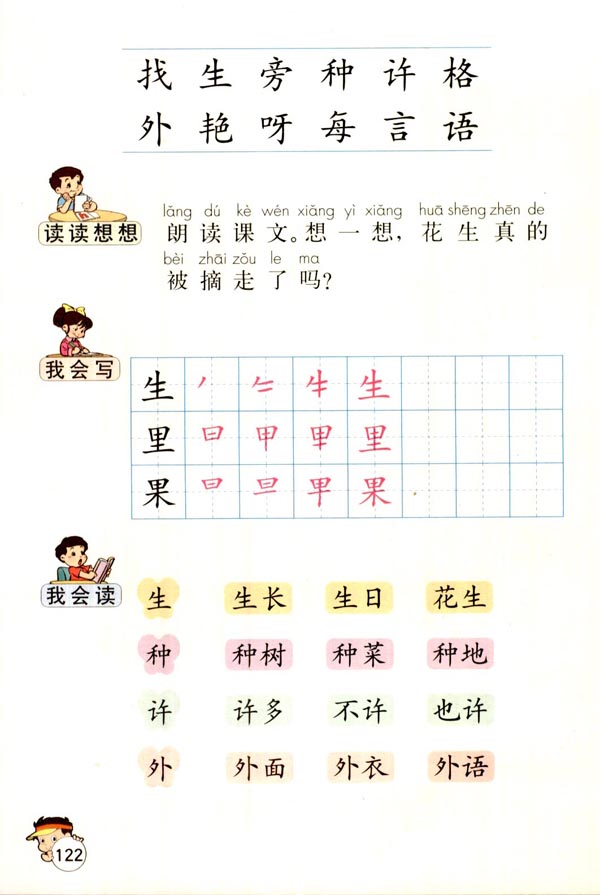 找 生 旁 种 许 格
外 艳 呀 每 言 语
读读想想
lǎng dú kè wén xiǎng yì xiǎng huā shēng zhēn de
朗读课文。想一想，花生真的
bèi zhāi zǒu le ma
被摘走了吗？
我会写
生 丿 𠂉 牛 生
里 曰 甲 里
果 曰 旦 早 果
我会读
生 生长 生日 花生
种 种树 种菜 种地
许 许多 不许 也许
外 外面 外衣 外语
122